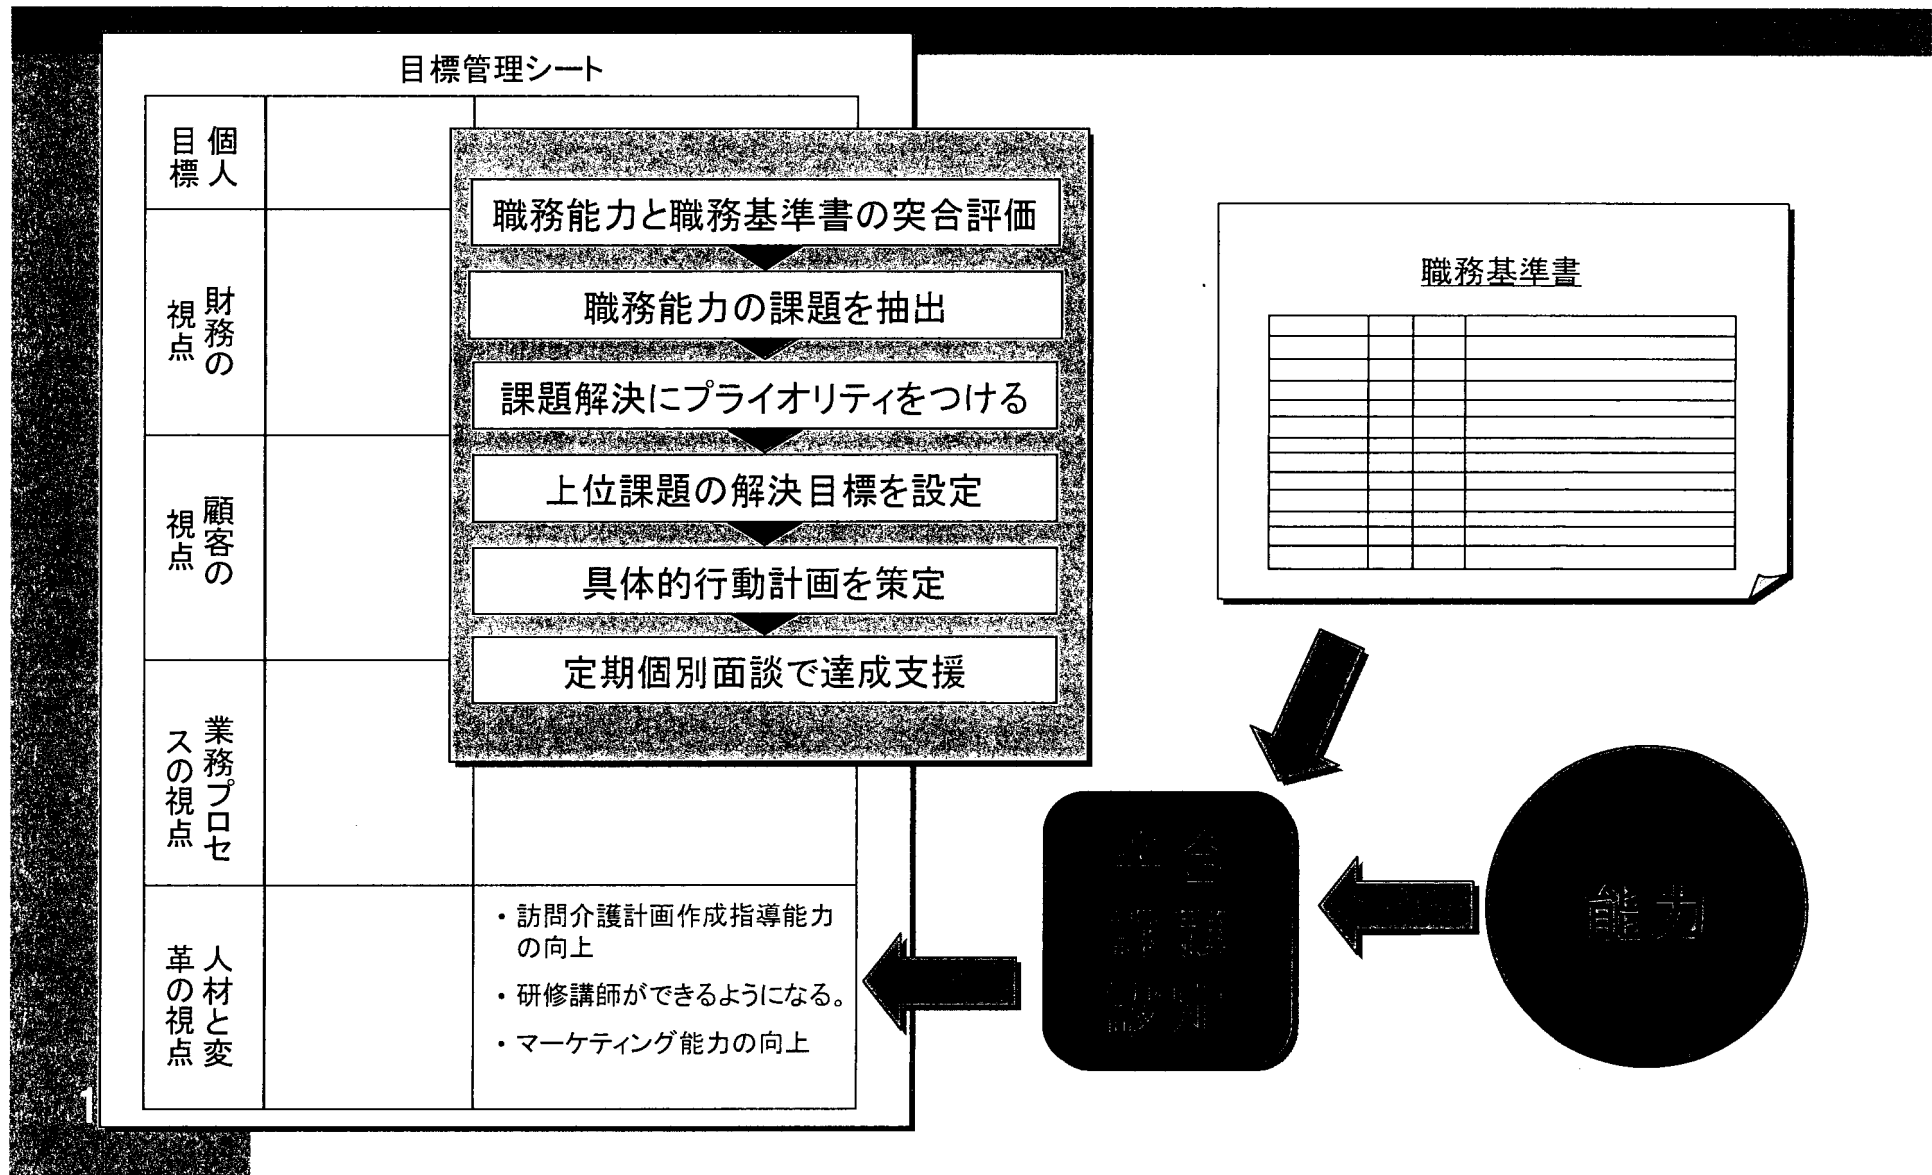 目標管理シート
個人
目標
財務の
視点
顧客の
視点
業務プロセ
スの視点
人材と変
革の視点
職務能力と職務基準書の突合評価
職務能力の課題を抽出
課題解決にプライオリティをつける
上位課題の解決目標を設定
具体的行動計画を策定
定期個別面談で達成支援
・訪問介護計画作成指導能力
の向上
・研修講師ができるようになる。
・マーケティング能力の向上
職務基準書
能力
1